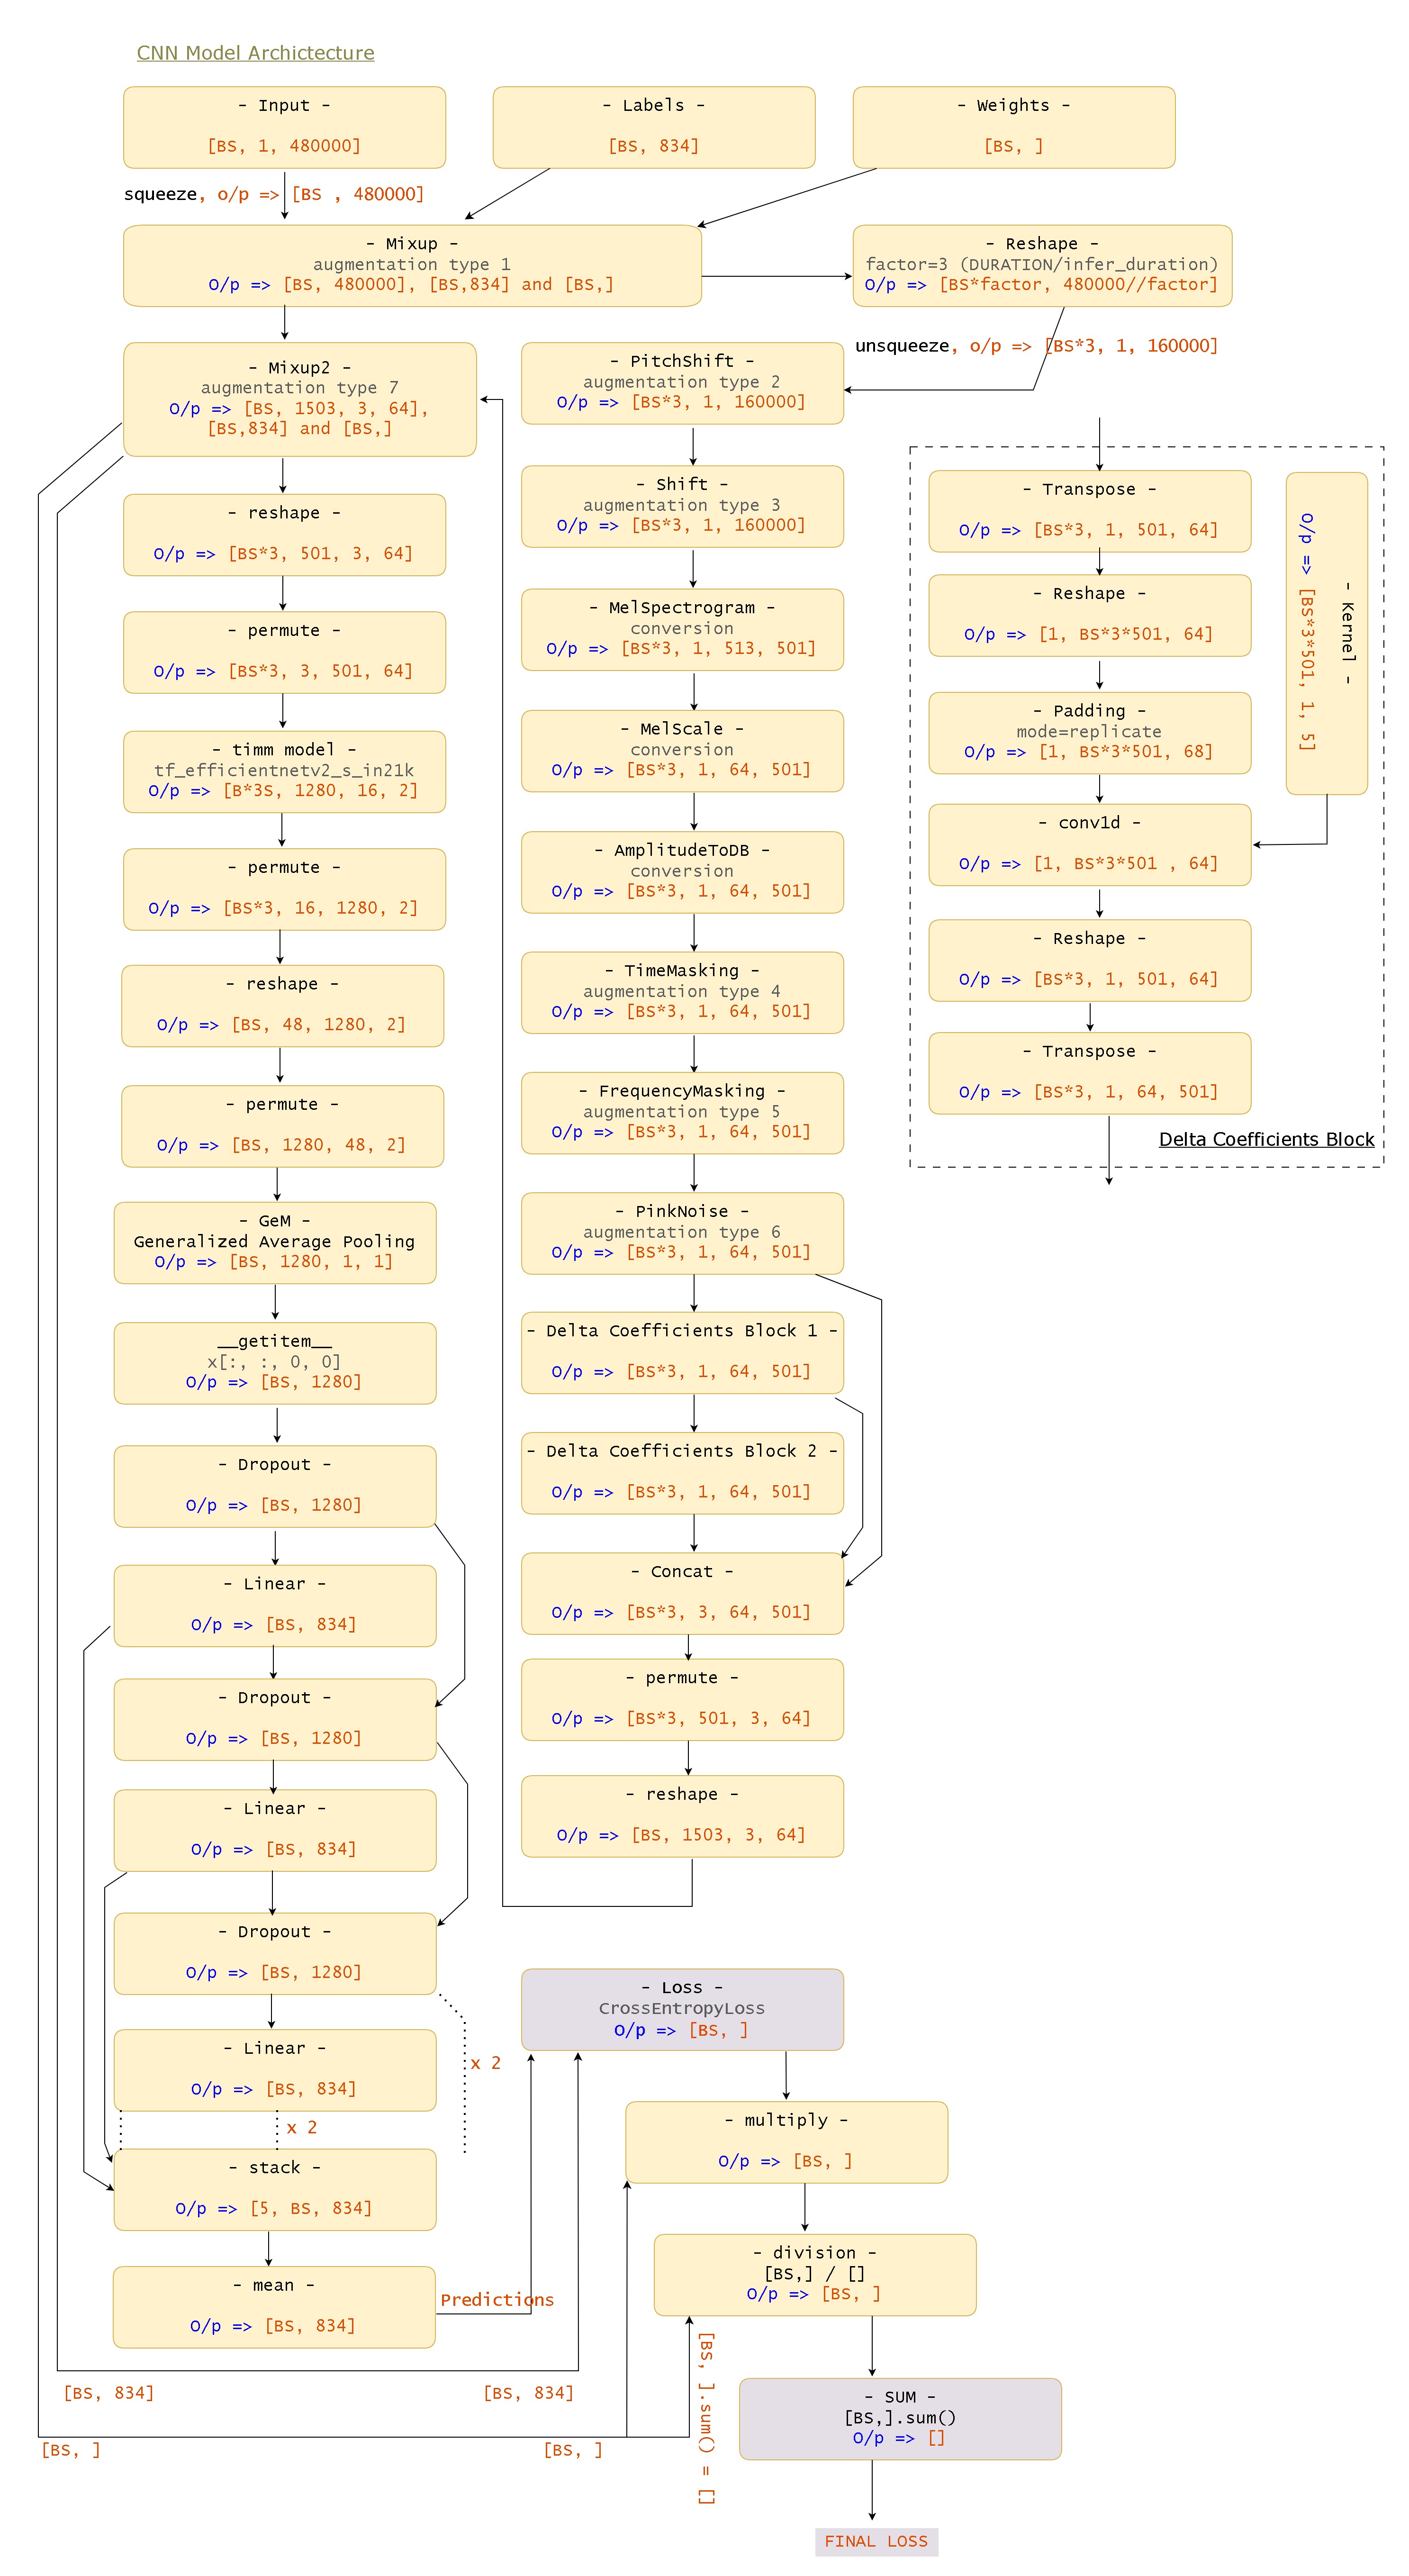 CNN Model Archictecture
- Input -
[BS, 1, 480000]
- Labels -
[BS, 834]
- Weights -
[BS, ]
squeeze, o/p => [BS , 480000]
- Mixup -
augmentation type 1
O/p => [BS, 480000], [BS,834] and [BS,]
- Reshape -
factor=3 (DURATION/infer_duration)
O/p => [BS*factor, 480000//factor]
unsqueeze, o/p => [BS*3, 1, 160000]
- Mixup2 -
augmentation type 7
O/p => [BS, 1503, 3, 64],
[BS,834] and [BS,]
- reshape -
O/p => [BS*3, 501, 3, 64]
- permute -
O/p => [BS*3, 3, 501, 64]
- timm model -
tf_efficientnetv2_s_in21k
O/p => [B*3S, 1280, 16, 2]
- permute -
O/p => [BS*3, 16, 1280, 2]
- reshape -
O/p => [BS, 48, 1280, 2]
- permute -
O/p => [BS, 1280, 48, 2]
- GeM -
Generalized Average Pooling
O/p => [BS, 1280, 1, 1]
__getitem__
x[:, :, 0, 0]
O/p => [BS, 1280]
- Dropout -
O/p => [BS, 1280]
- Linear -
O/p => [BS, 834]
- Dropout -
O/p => [BS, 1280]
- Linear -
O/p => [BS, 834]
- Dropout -
O/p => [BS, 1280]
- Linear -
O/p => [BS, 834]
x 2
x 2
- stack -
O/p => [5, BS, 834]
- mean -
O/p => [BS, 834]
Predictions
[BS, 834]
[BS, 834]
[BS, ]
[BS, ]
- PitchShift -
augmentation type 2
O/p => [BS*3, 1, 160000]
- Shift -
augmentation type 3
O/p => [BS*3, 1, 160000]
- MelSpectrogram -
conversion
O/p => [BS*3, 1, 513, 501]
- MelScale -
conversion
O/p => [BS*3, 1, 64, 501]
- AmplitudeToDB -
conversion
O/p => [BS*3, 1, 64, 501]
- TimeMasking -
augmentation type 4
O/p => [BS*3, 1, 64, 501]
- FrequencyMasking -
augmentation type 5
O/p => [BS*3, 1, 64, 501]
- PinkNoise -
augmentation type 6
O/p => [BS*3, 1, 64, 501]
- Delta Coefficients Block 1 -
O/p => [BS*3, 1, 64, 501]
- Delta Coefficients Block 2 -
O/p => [BS*3, 1, 64, 501]
- Concat -
O/p => [BS*3, 3, 64, 501]
- permute -
O/p => [BS*3, 501, 3, 64]
- reshape -
O/p => [BS, 1503, 3, 64]
- Transpose -
O/p => [BS*3, 1, 501, 64]
- Reshape -
O/p => [1, BS*3*501, 64]
- Padding -
mode=replicate
O/p => [1, BS*3*501, 68]
- conv1d -
O/p => [1, BS*3*501 , 64]
- Reshape -
O/p => [BS*3, 1, 501, 64]
- Transpose -
O/p => [BS*3, 1, 64, 501]
- Kernel -
O/p => [BS*3*501, 1, 5]
Delta Coefficients Block
- Loss -
CrossEntropyLoss
O/p => [BS, ]
- multiply -
O/p => [BS, ]
- division -
[BS,] / []
O/p => [BS, ]
[BS, ].sum() = []
- SUM -
[BS,].sum()
O/p => []
FINAL LOSS